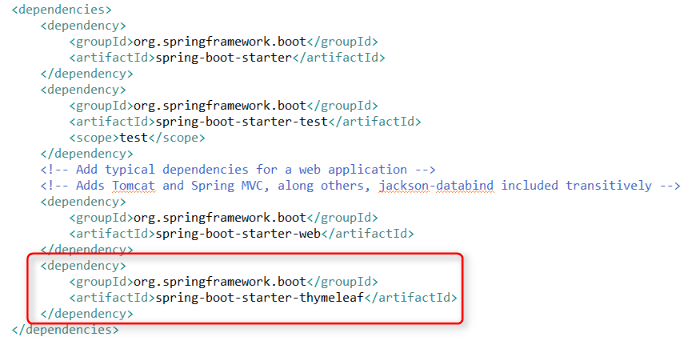 <dependencies>
<dependency>
<groupId>org.springframework.boot</groupId>
<artifactId>spring-boot-starter</artifactId>
</dependency>
<dependency>
<groupId>org.springframework.boot</groupId>
<artifactId>spring-boot-starter-test</artifactId>
<scope>test</scope>
</dependency>
<!-- Add typical dependencies for a web application -->
<!-- Adds Tomcat and Spring MVC, along others, jackson-databind included transitively -->
<dependency>
<groupId>org.springframework.boot</groupId>
<artifactId>spring-boot-starter-web</artifactId>
</dependency>
<dependency>
<groupId>org.springframework.boot</groupId>
<artifactId>spring-boot-starter-thymeleaf</artifactId>
</dependency>
</dependencies>